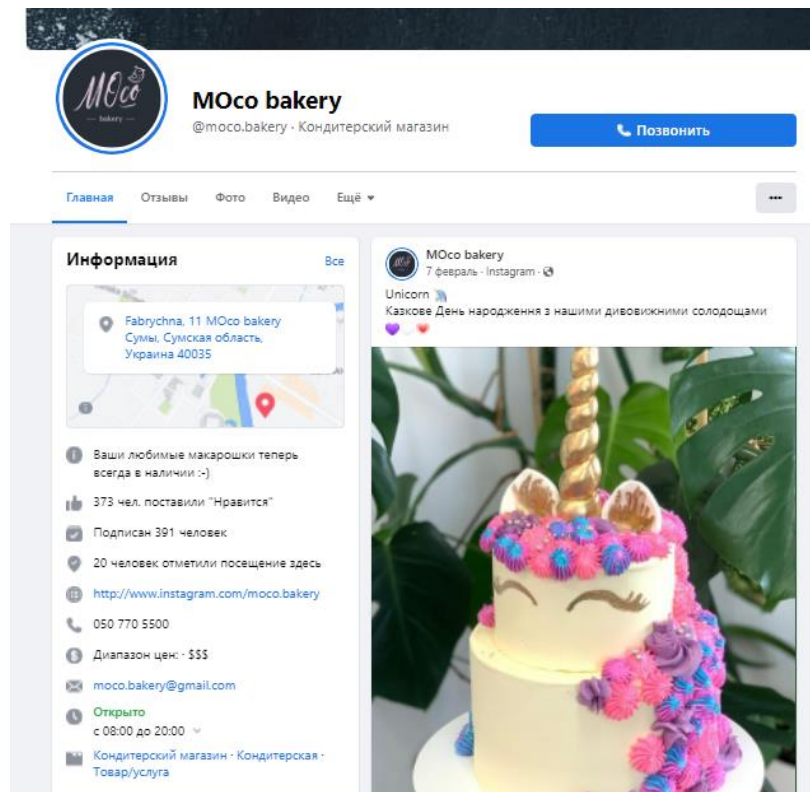 MOco
bakery
MOco bakery
@moco.bakery · Кондитерский магазин
Позвонить
Главная
Отзывы
Фото
Видео
Ещё
Информация
Все
Fabrychna, 11 MOco bakery
Сумы, Сумская область,
Украина 40035
Ваши любимые макарошки теперь
всегда в наличии :-)
373 чел. поставили "Нравится"
Подписан 391 человек
20 человек отметили посещение здесь
http://www.instagram.com/moco.bakery
050 770 5500
Диапазон цен: · $$$
moco.bakery@gmail.com
Открыто
с 08:00 до 20:00
Кондитерский магазин · Кондитерская ·
Товар/услуга
MOco bakery
7 февраль · Instagram ·
Unicorn
Казкове День народження з нашими дивовижними солодощами